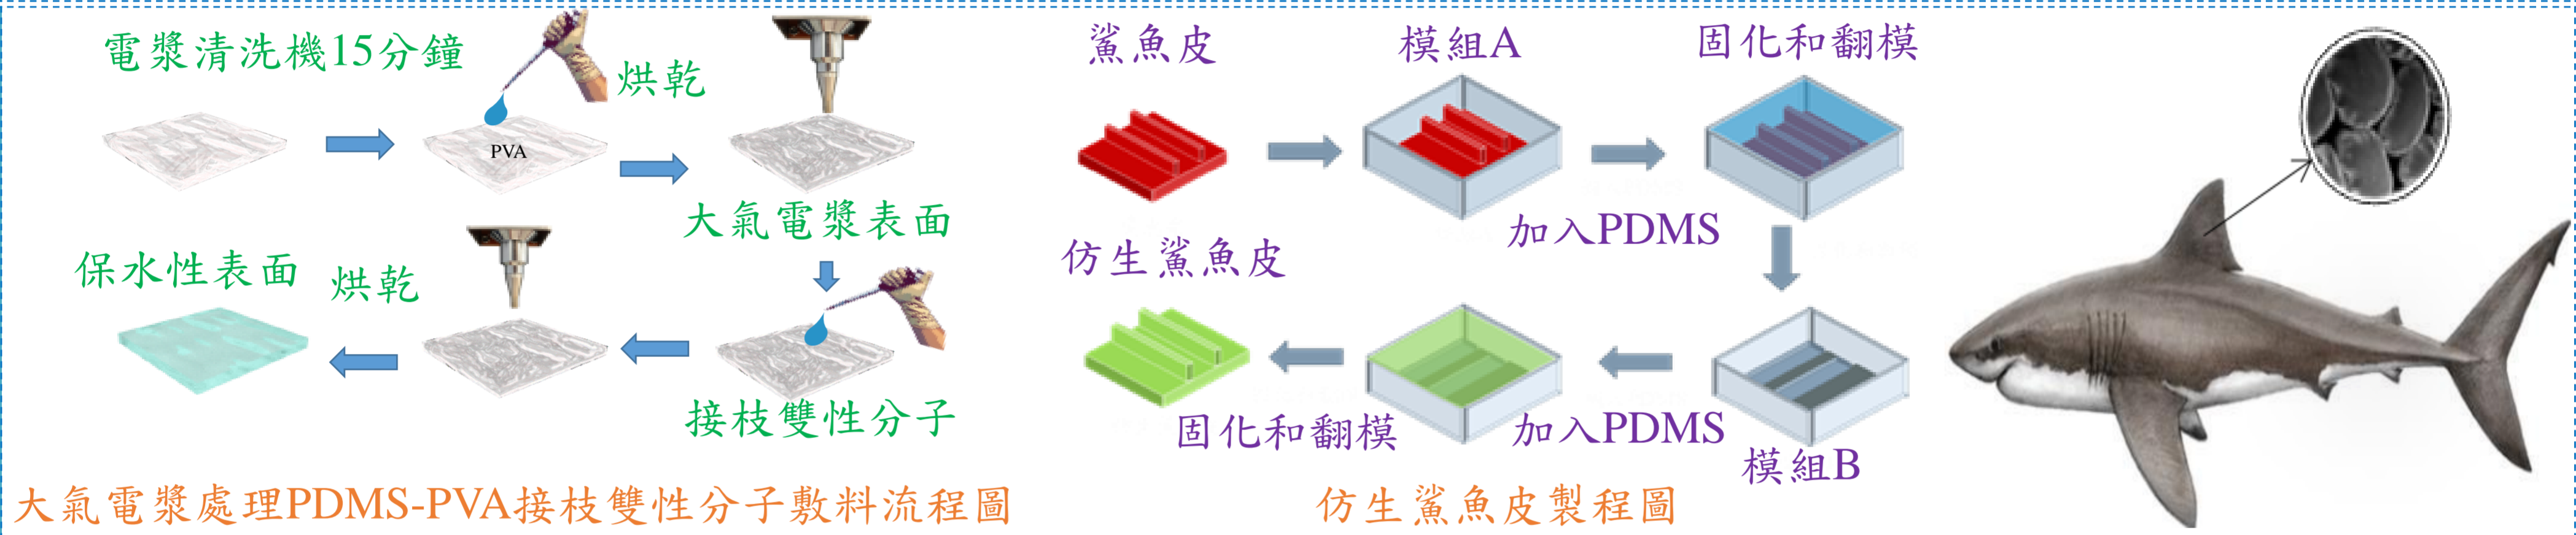 電漿清洗機15分鐘
PVA
烘乾
大氣電漿表面
接枝雙性分子
烘乾
保水性表面
大氣電漿處理PDMS-PVA接枝雙性分子敷料流程圖
鯊魚皮
模組A
加入PDMS
固化和翻模
模組B
加入PDMS
固化和翻模
仿生鯊魚皮
仿生鯊魚皮製程圖